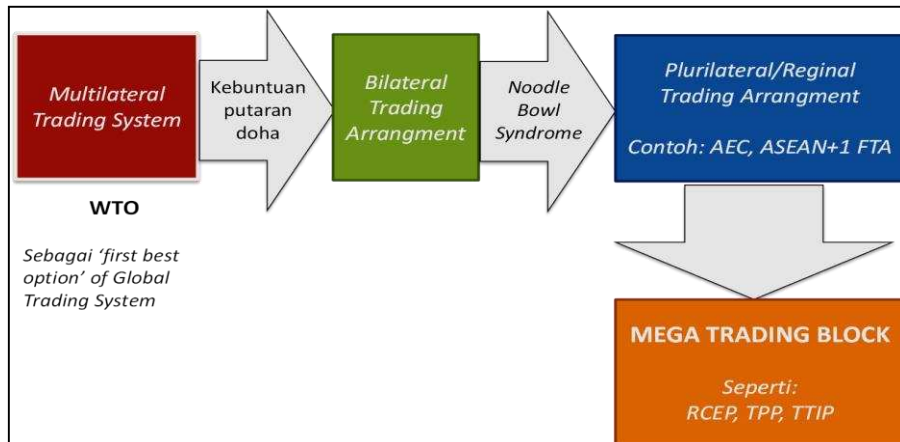 Multilateral
Trading System
WTO
Sebagai ‘first best
option’ of Global
Trading System
Kebuntuan
putaran
doha
Bilateral
Trading
Arrangment
Noodle
Bowl
Syndrome
Plurilateral/Reginal
Trading Arrangment
Contoh: AEC, ASEAN+1 FTA
MEGA TRADING BLOCK
Seperti:
RCEP, TPP, TTIP